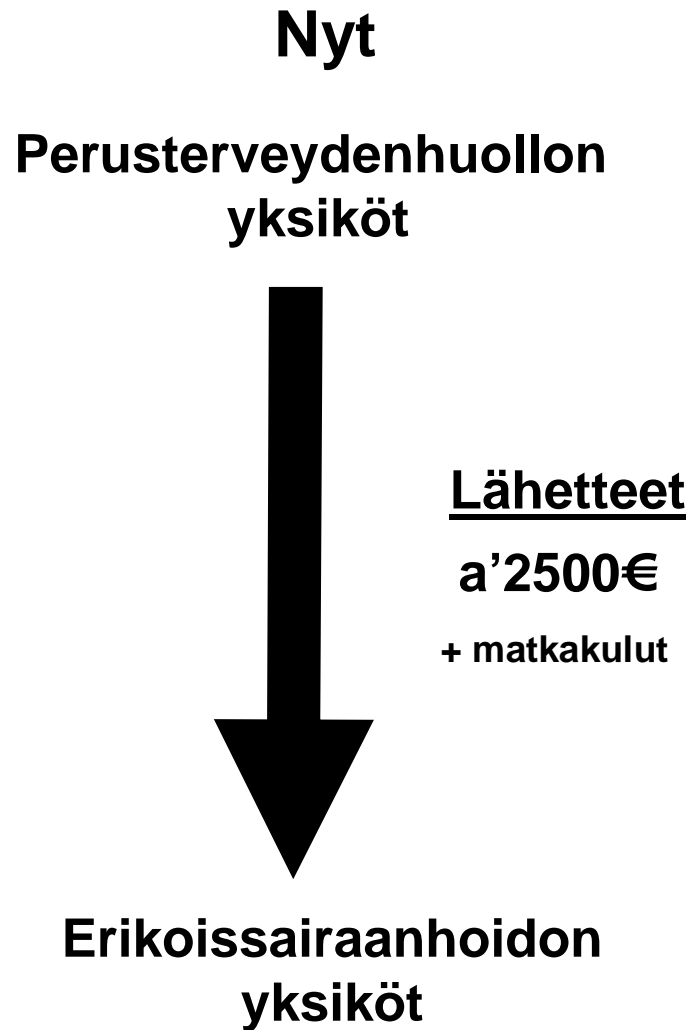 Nyt
Perusterveydenhuollon
yksiköt
Lähetteet
a’2500€
+ matkakulut
Erikoissairaanhoidon
yksiköt